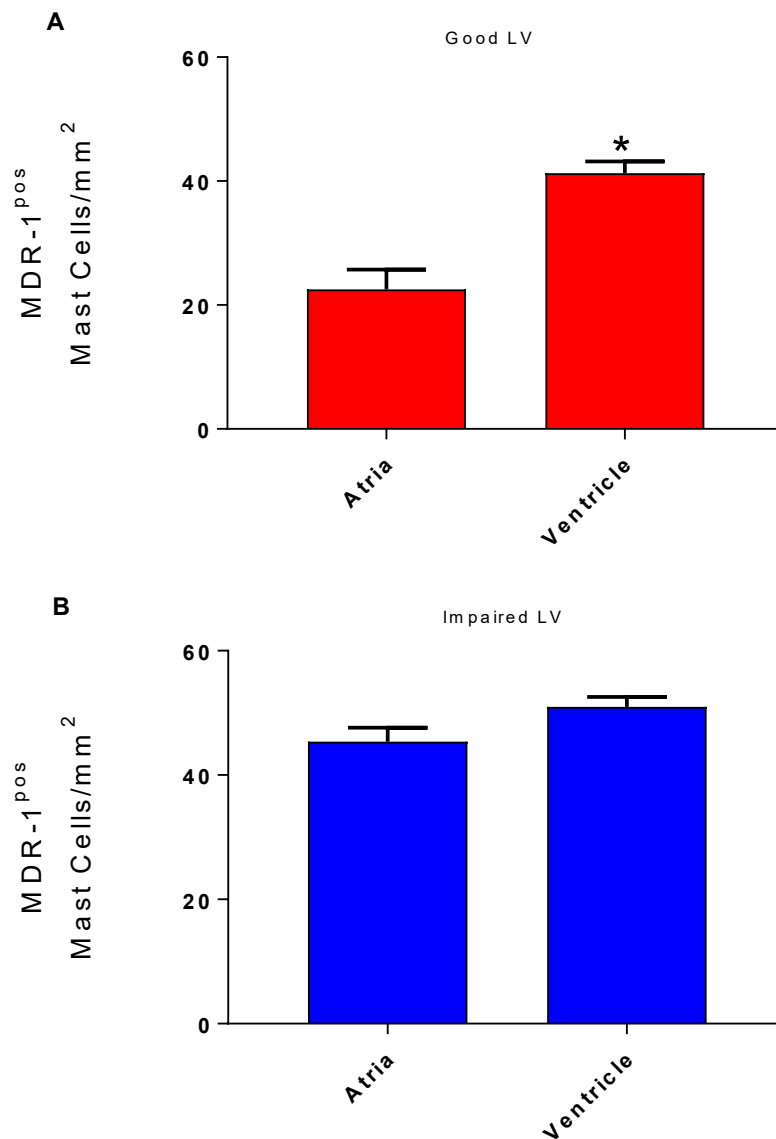 A
Good LV
MDR-1pos
Mast Cells/mm2
60
40
20
0
*
Atria
Ventricle
B
Impaired LV
MDR-1pos
Mast Cells/mm2
60
40
20
0
Atria
Ventricle